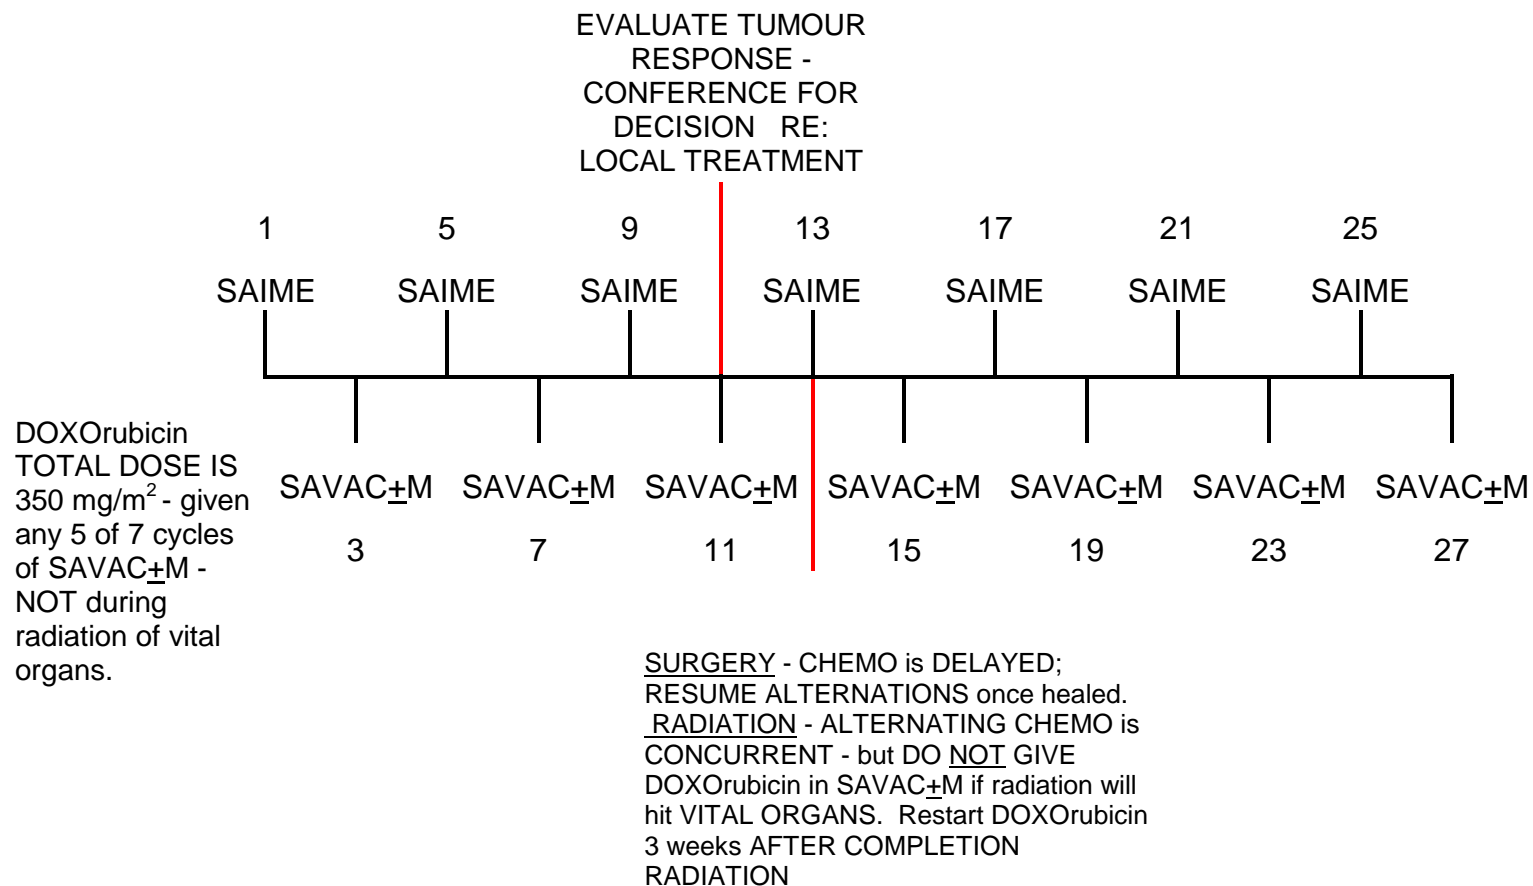 EVALUATE TUMOUR
RESPONSE -
CONFERENCE FOR
DECISION RE:
LOCAL TREATMENT
1 5 9 13 17 21 25
SAIME SAIME SAIME SAIME SAIME SAIME SAIME
DOXOrubicin
TOTAL DOSE IS
350 mg/m² - given
any 5 of 7 cycles
of SAVAC+M -
NOT during
radiation of vital
organs.
SAVAC+M SAVAC+M SAVAC+M SAVAC+M SAVAC+M SAVAC+M SAVAC+M
3 7 11 15 19 23 27
SURGERY - CHEMO is DELAYED;
RESUME ALTERNATIONS once healed.
RADIATION - ALTERNATING CHEMO is
CONCURRENT - but DO NOT GIVE
DOXOrubicin in SAVAC+M if radiation will
hit VITAL ORGANS. Restart DOXOrubicin
3 weeks AFTER COMPLETION
RADIATION